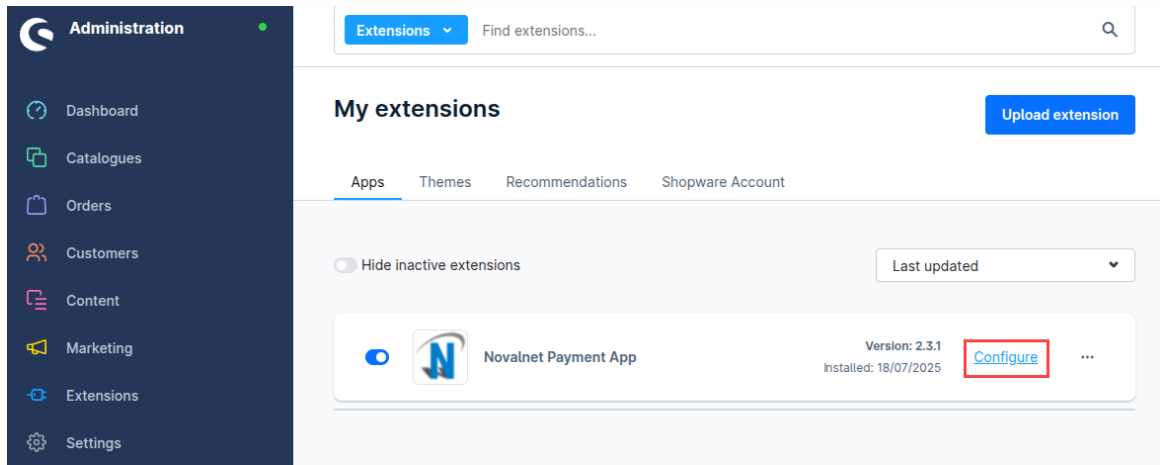 Administration
Extensions
Find extensions...
Dashboard
Catalogues
Orders
Customers
Content
Marketing
Extensions
Settings
My extensions
Upload extension
Apps Themes Recommendations Shopware Account
Hide inactive extensions
Last updated
N
Novalnet Payment App
Version: 2.3.1
Installed: 18/07/2025
Configure